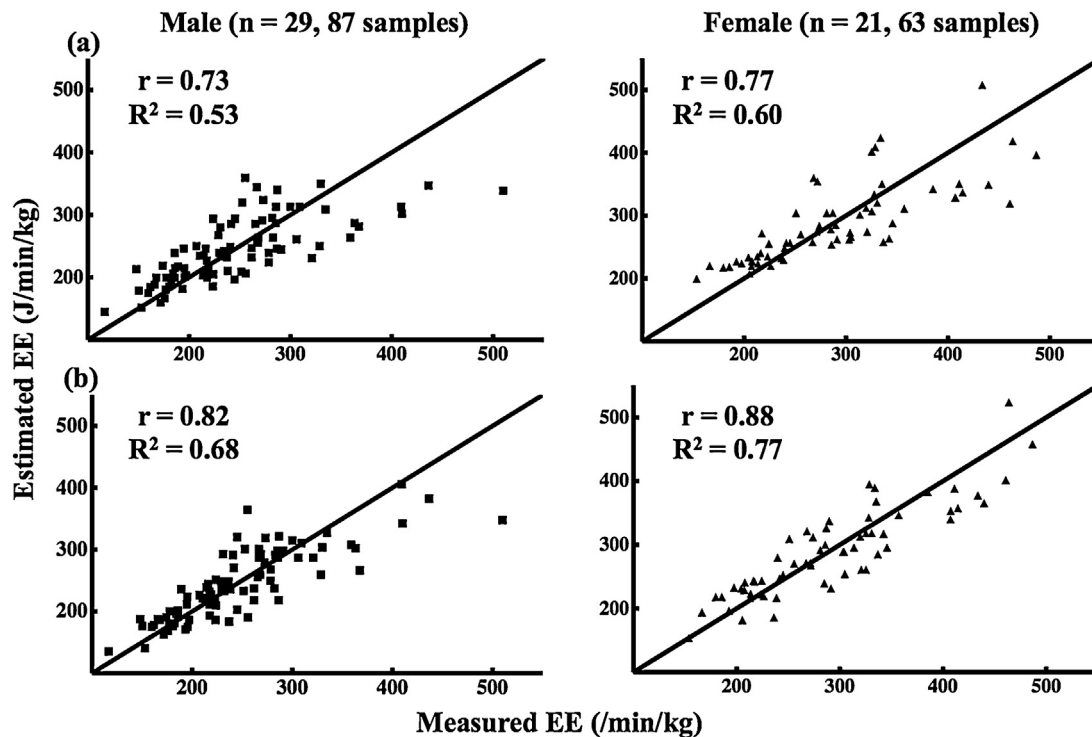 Male (n = 29, 87 samples)
Female (n = 21, 63 samples)
(a)
r = 0.73
R² = 0.53
500
400
300
200
200 300 400 500
r = 0.77
R² = 0.60
500
400
300
200
200 300 400 500
Estimated EE (J/min/kg)
(b)
r = 0.82
R² = 0.68
500
400
300
200
200 300 400 500
r = 0.88
R² = 0.77
500
400
300
200
200 300 400 500
Measured EE (/min/kg)